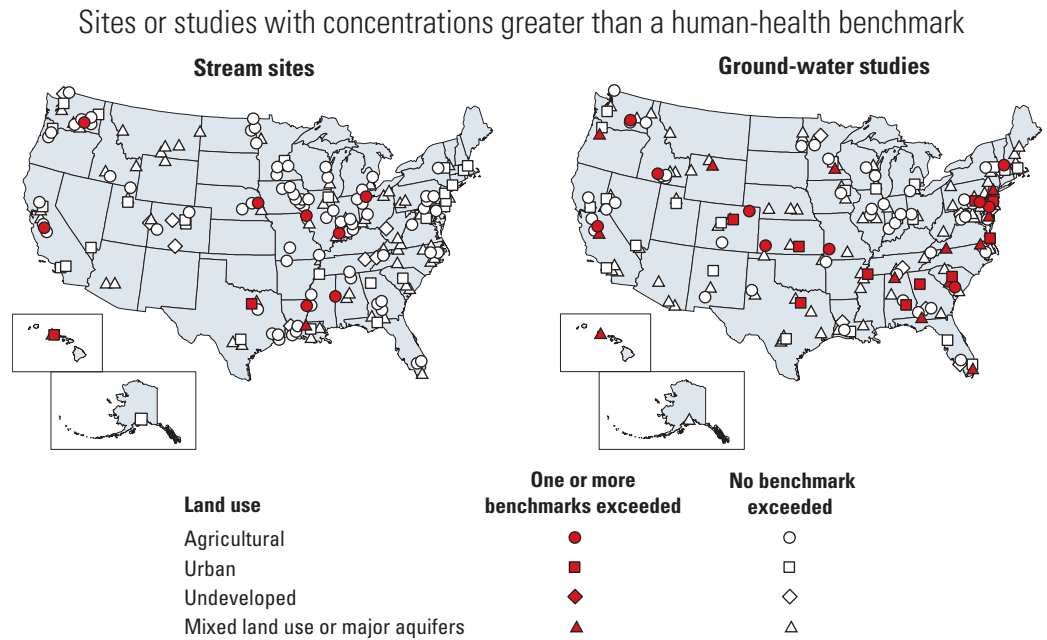 Sites or studies with concentrations greater than a human-health benchmark
Stream sites
Ground-water studies
Land use
One or more
benchmarks exceeded
No benchmark
exceeded
Agricultural
Urban
Undeveloped
Mixed land use or major aquifers